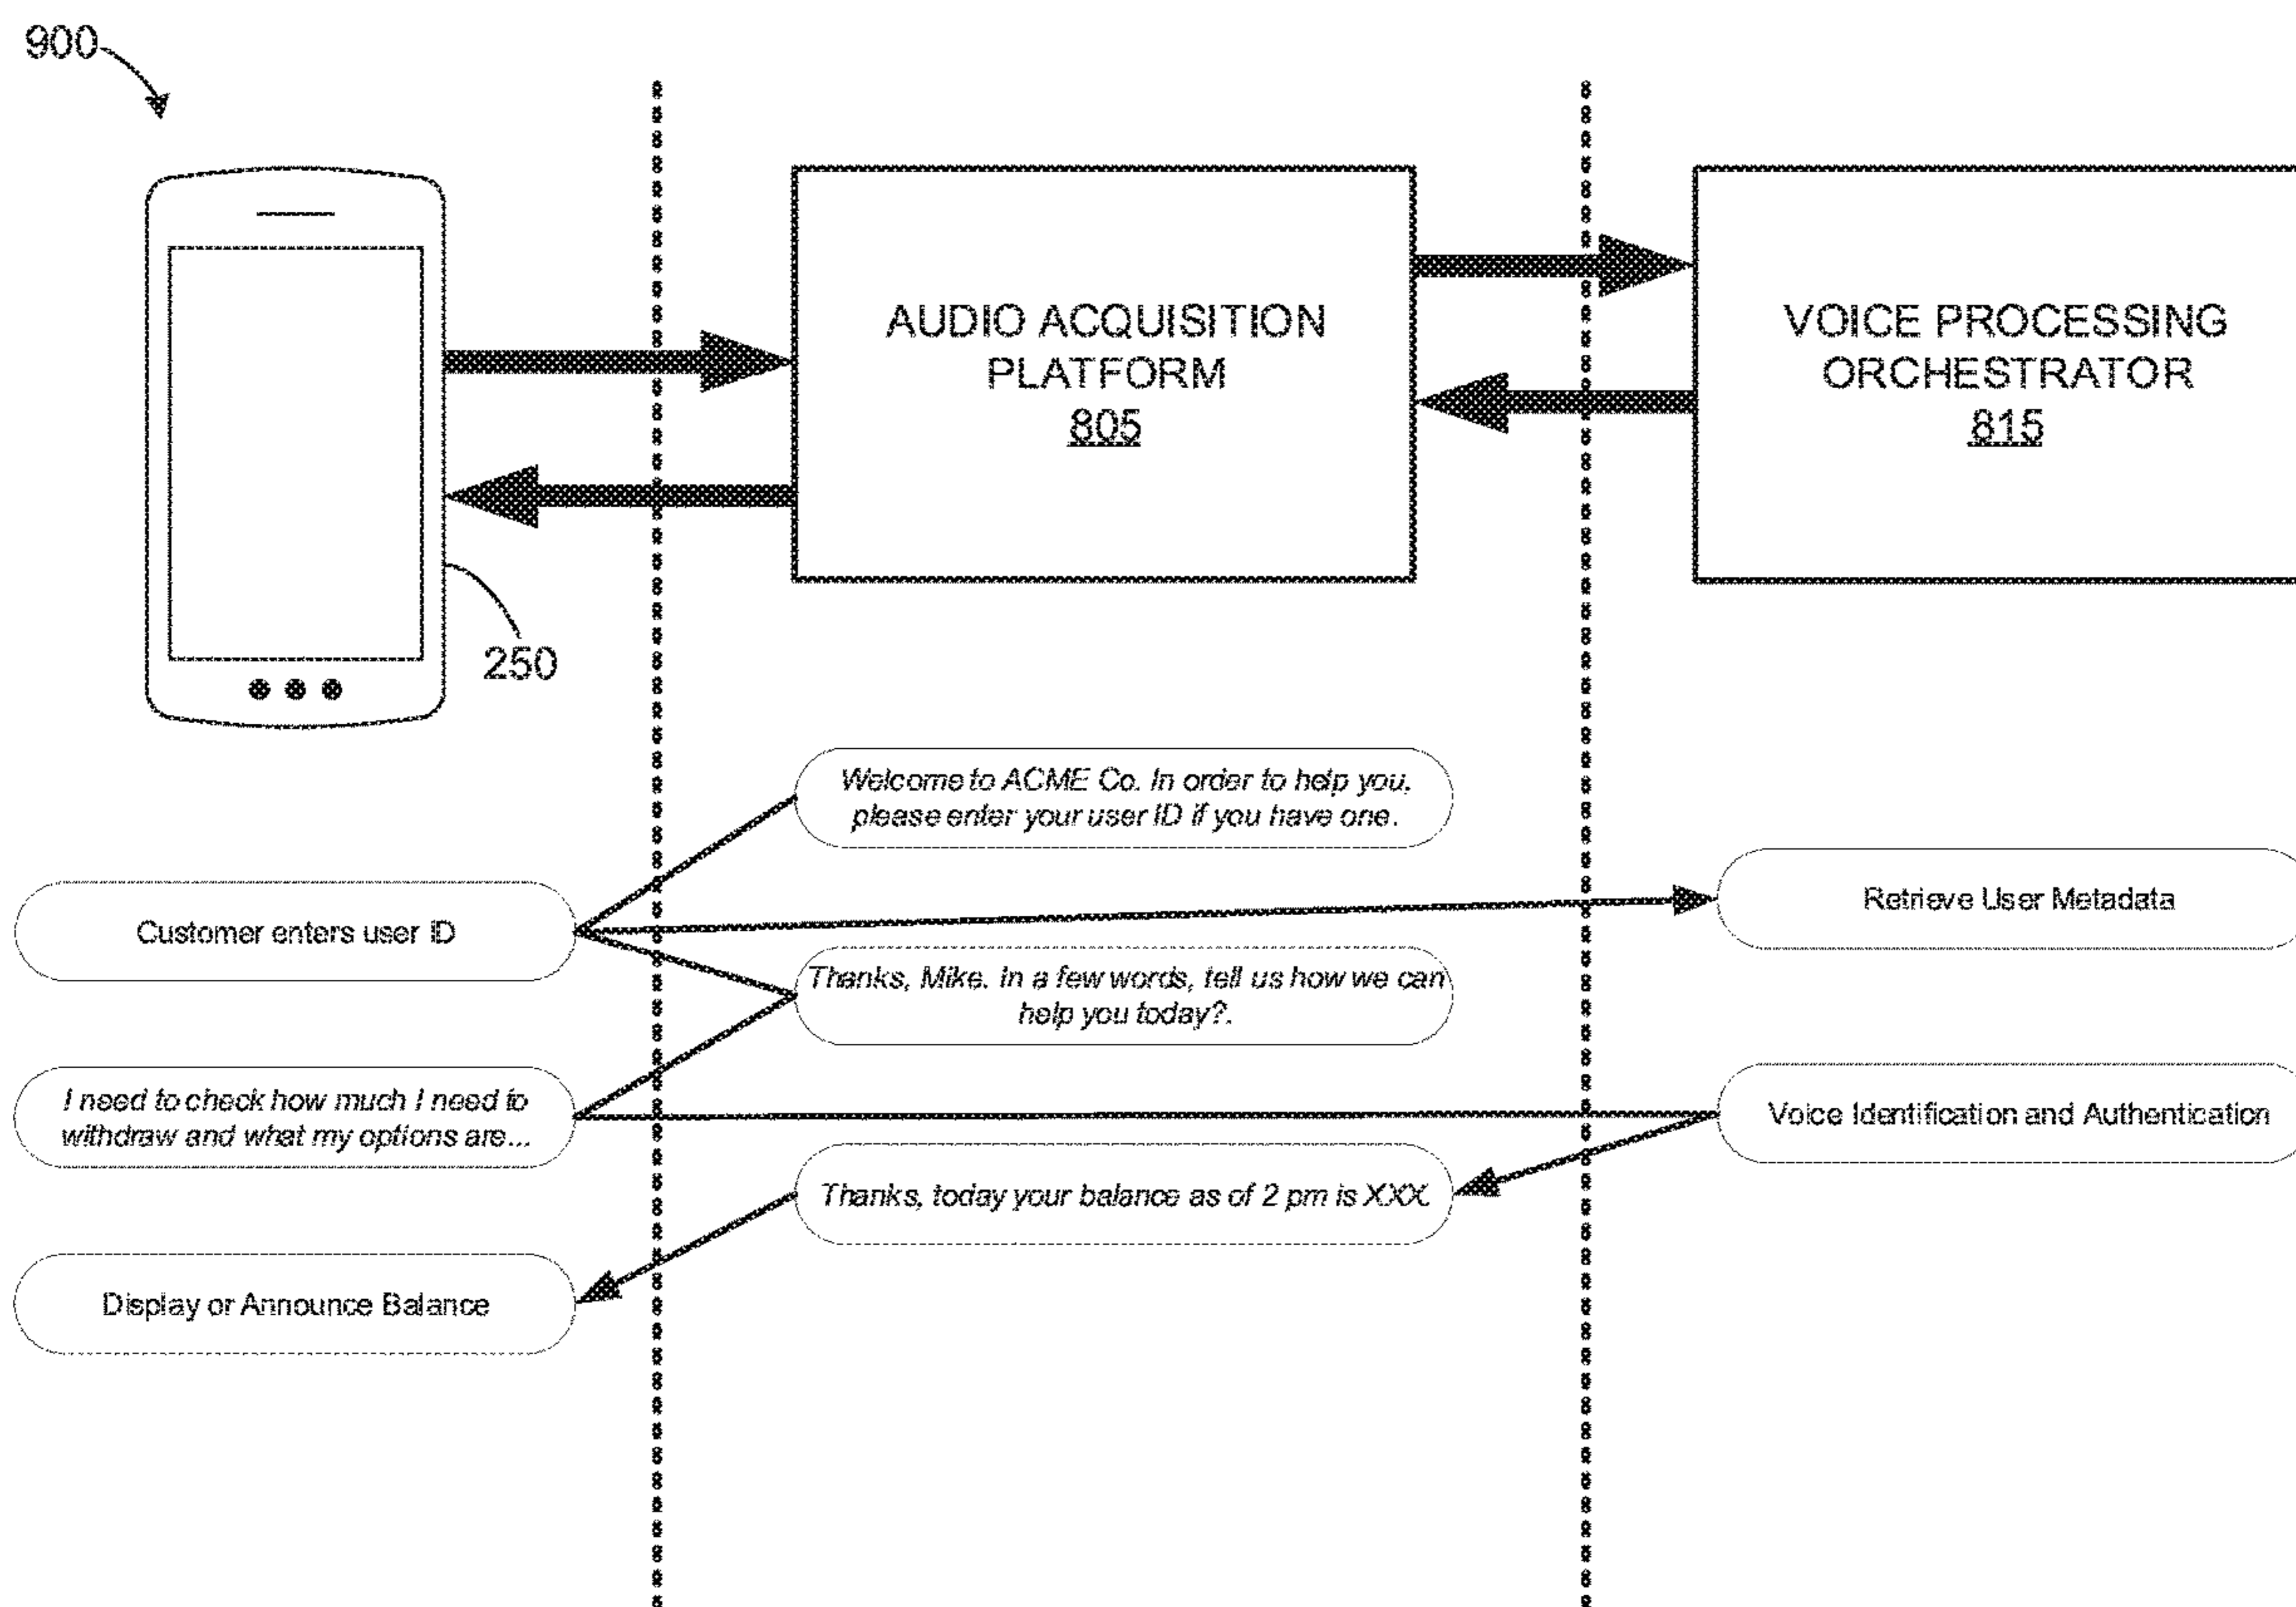 900
AUDIO ACQUISITION
PLATFORM
805
VOICE PROCESSING
ORCHESTRATOR
815
250
Welcome to ACME Co. In order to help you,
please enter your user ID if you have one.
Customer enters user ID
Retrieve User Metadata
Thanks, Mike. In a few words, tell us how we can
help you today?.
I need to check how much I need to
withdraw and what my options are...
Voice Identification and Authentication
Thanks, today your balance as of 2 pm is XXX.
Display or Announce Balance